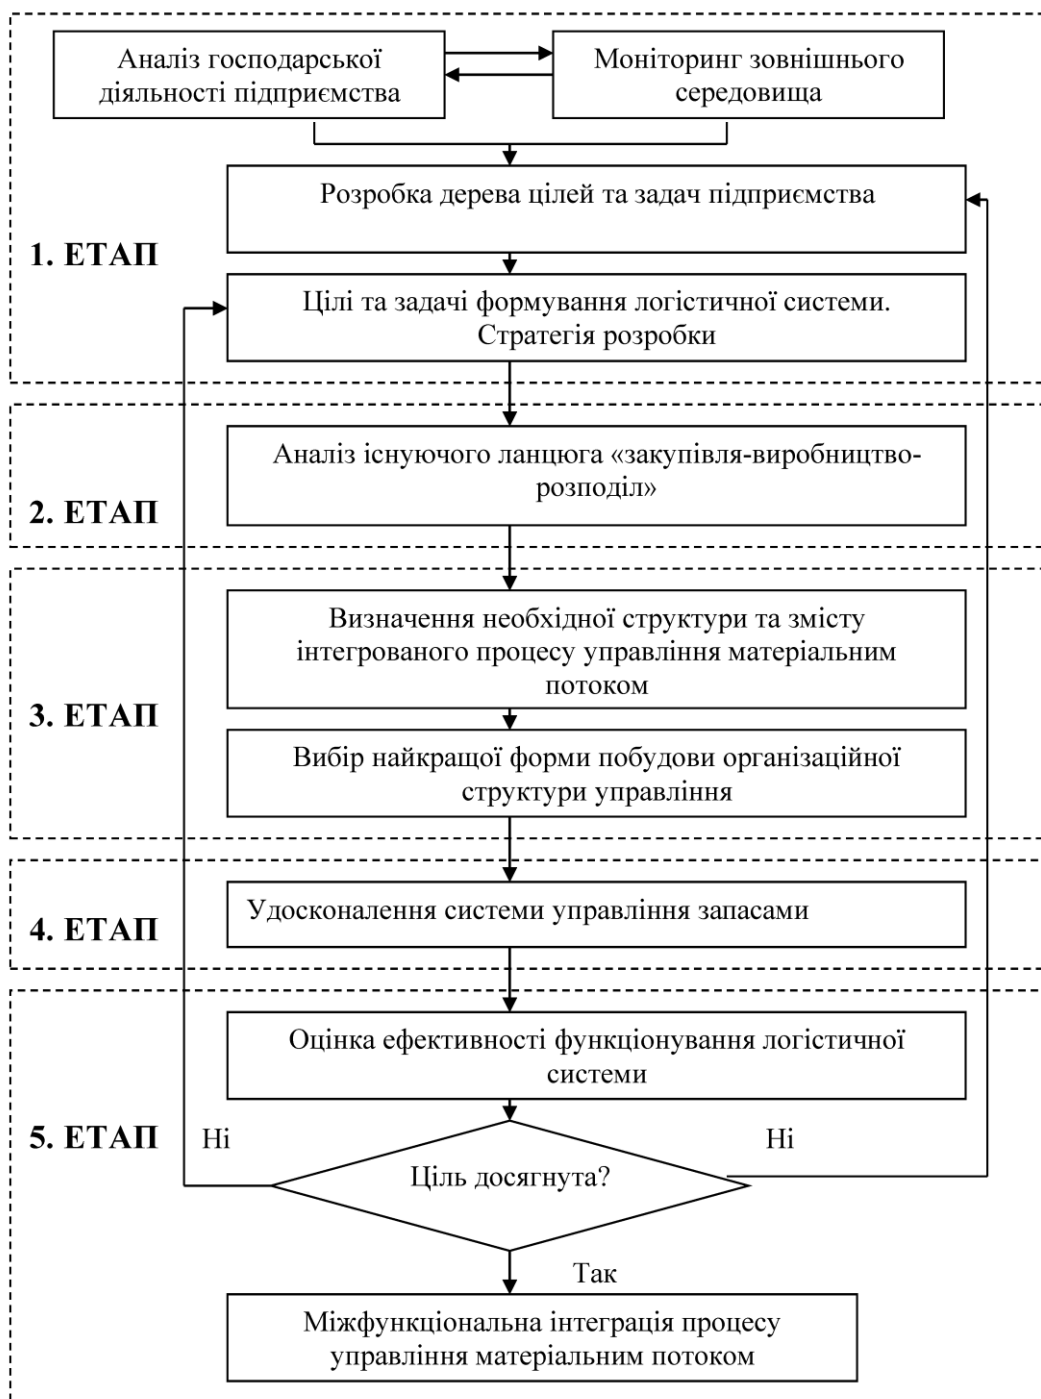 Аналіз господарської
діяльності підприємства
Моніторинг зовнішнього
середовища
Розробка дерева цілей та задач підприємства
1. ЕТАП
Цілі та задачі формування логістичної системи.
Стратегія розробки
Аналіз існуючого ланцюга «закупівля-виробництво-
розподіл»
2. ЕТАП
Визначення необхідної структури та змісту
інтегрованого процесу управління матеріальним
потоком
3. ЕТАП
Вибір найкращої форми побудови організаційної
структури управління
Удосконалення системи управління запасами
4. ЕТАП
Оцінка ефективності функціонування логістичної
системи
5. ЕТАП
Ні
Ні
Ціль досягнута?
Так
Міжфункціональна інтеграція процесу
управління матеріальним потоком